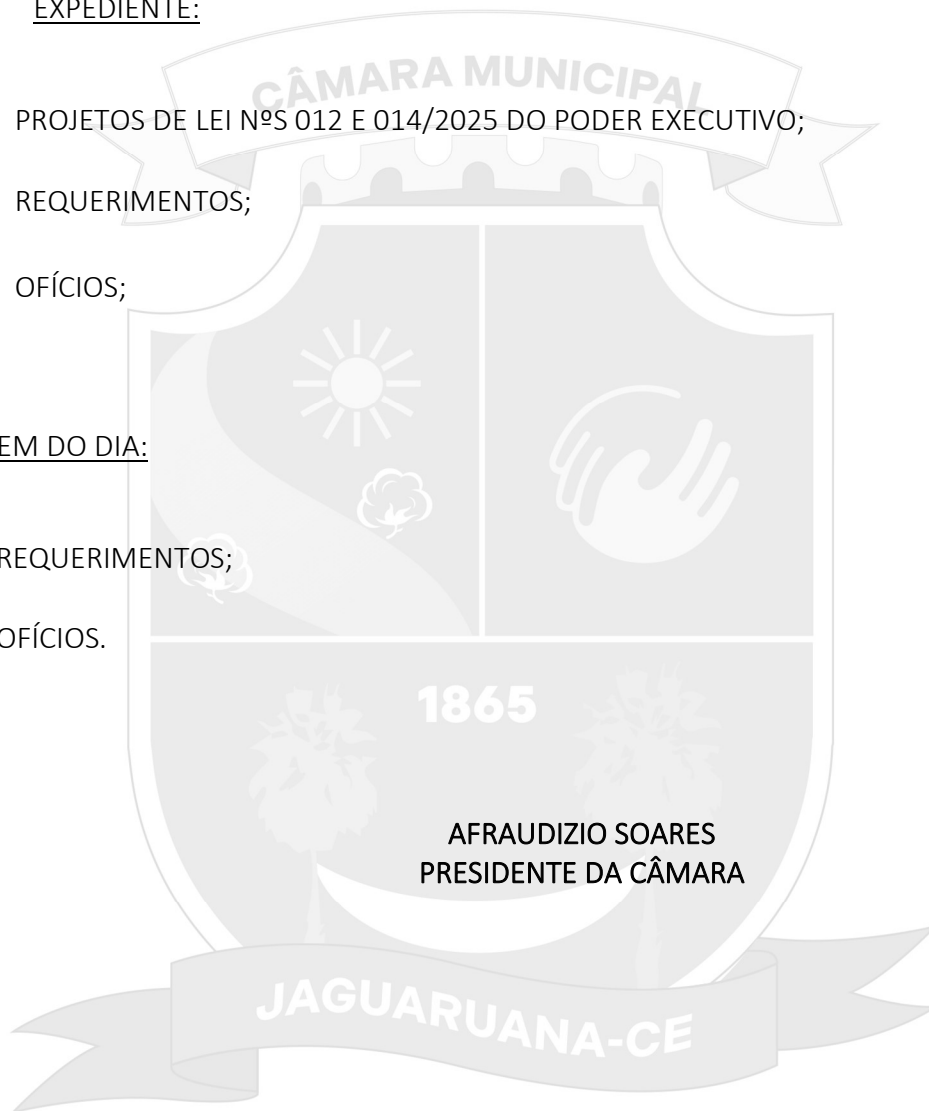 EXPEDIENTE:
CÂMARA MUNICIPAL
PROJETOS DE LEI NºS 012 E 014/2025 DO PODER EXECUTIVO;
REQUERIMENTOS;
OFÍCIOS;
EM DO DIA:
REQUERIMENTOS;
OFÍCIOS.
1865
AFRAUDIZIO SOARES
PRESIDENTE DA CÂMARA
JAGUARUANA-CE